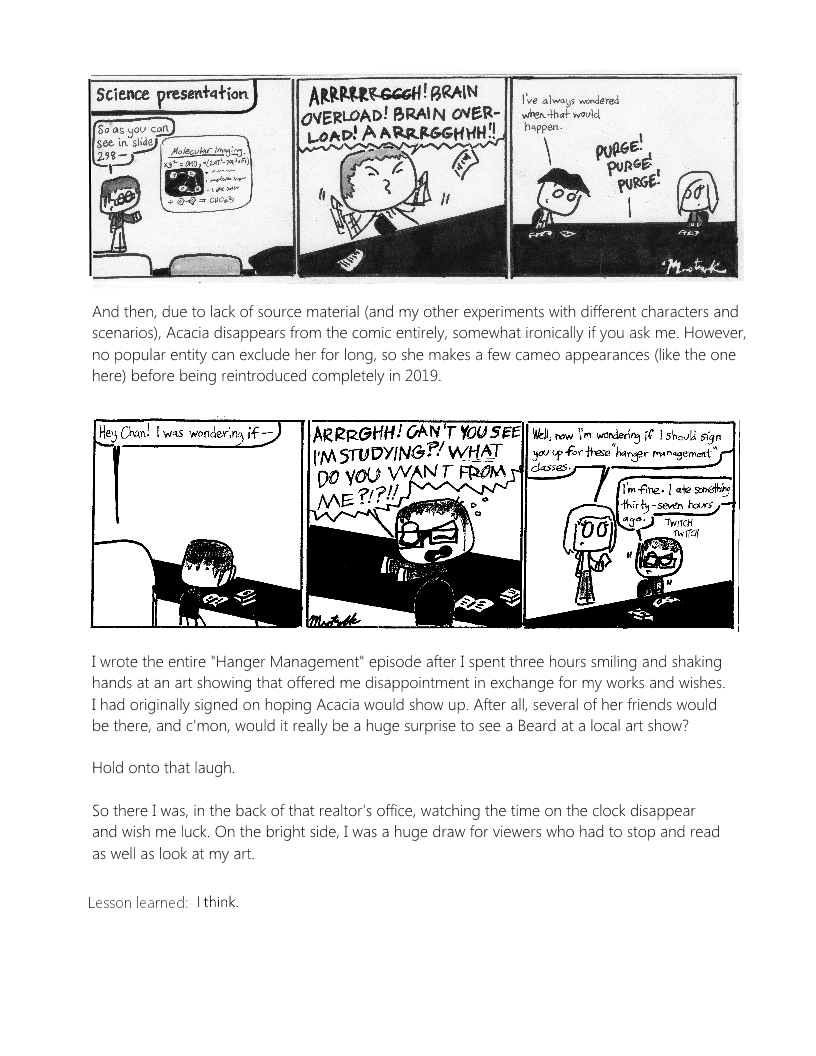 Science presentation
So as you can
see in slide
298 —
Molecular Imaging
ARRRRRRGGGH! BRAIN
OVERLOAD! BRAIN OVER-
LOAD! AARRRGGHHH!!
I've always wondered
when that would
happen.
PURGE!
PURGE!
PURGE!
And then, due to lack of source material (and my other experiments with different characters and
scenarios), Acacia disappears from the comic entirely, somewhat ironically if you ask me. However,
no popular entity can exclude her for long, so she makes a few cameo appearances (like the one
here) before being reintroduced completely in 2019.
Hey Chan! I was wondering if —
ARRRGHH! CAN'T YOU SEE
I'M STUDYING?! WHAT
DO YOU WANT FROM
ME?!?!!
Well, now I'm wondering if I should sign
you up for these "hanger management"
classes.
I'm fine. I ate something
thirty-seven hours
ago.
TWITCH
TWITCH
I wrote the entire "Hanger Management" episode after I spent three hours smiling and shaking
hands at an art showing that offered me disappointment in exchange for my works and wishes.
I had originally signed on hoping Acacia would show up. After all, several of her friends would
be there, and c'mon, would it really be a huge surprise to see a Beard at a local art show?
Hold onto that laugh.
So there I was, in the back of that realtor's office, watching the time on the clock disappear
and wish me luck. On the bright side, I was a huge draw for viewers who had to stop and read
as well as look at my art.
Lesson learned: I think.